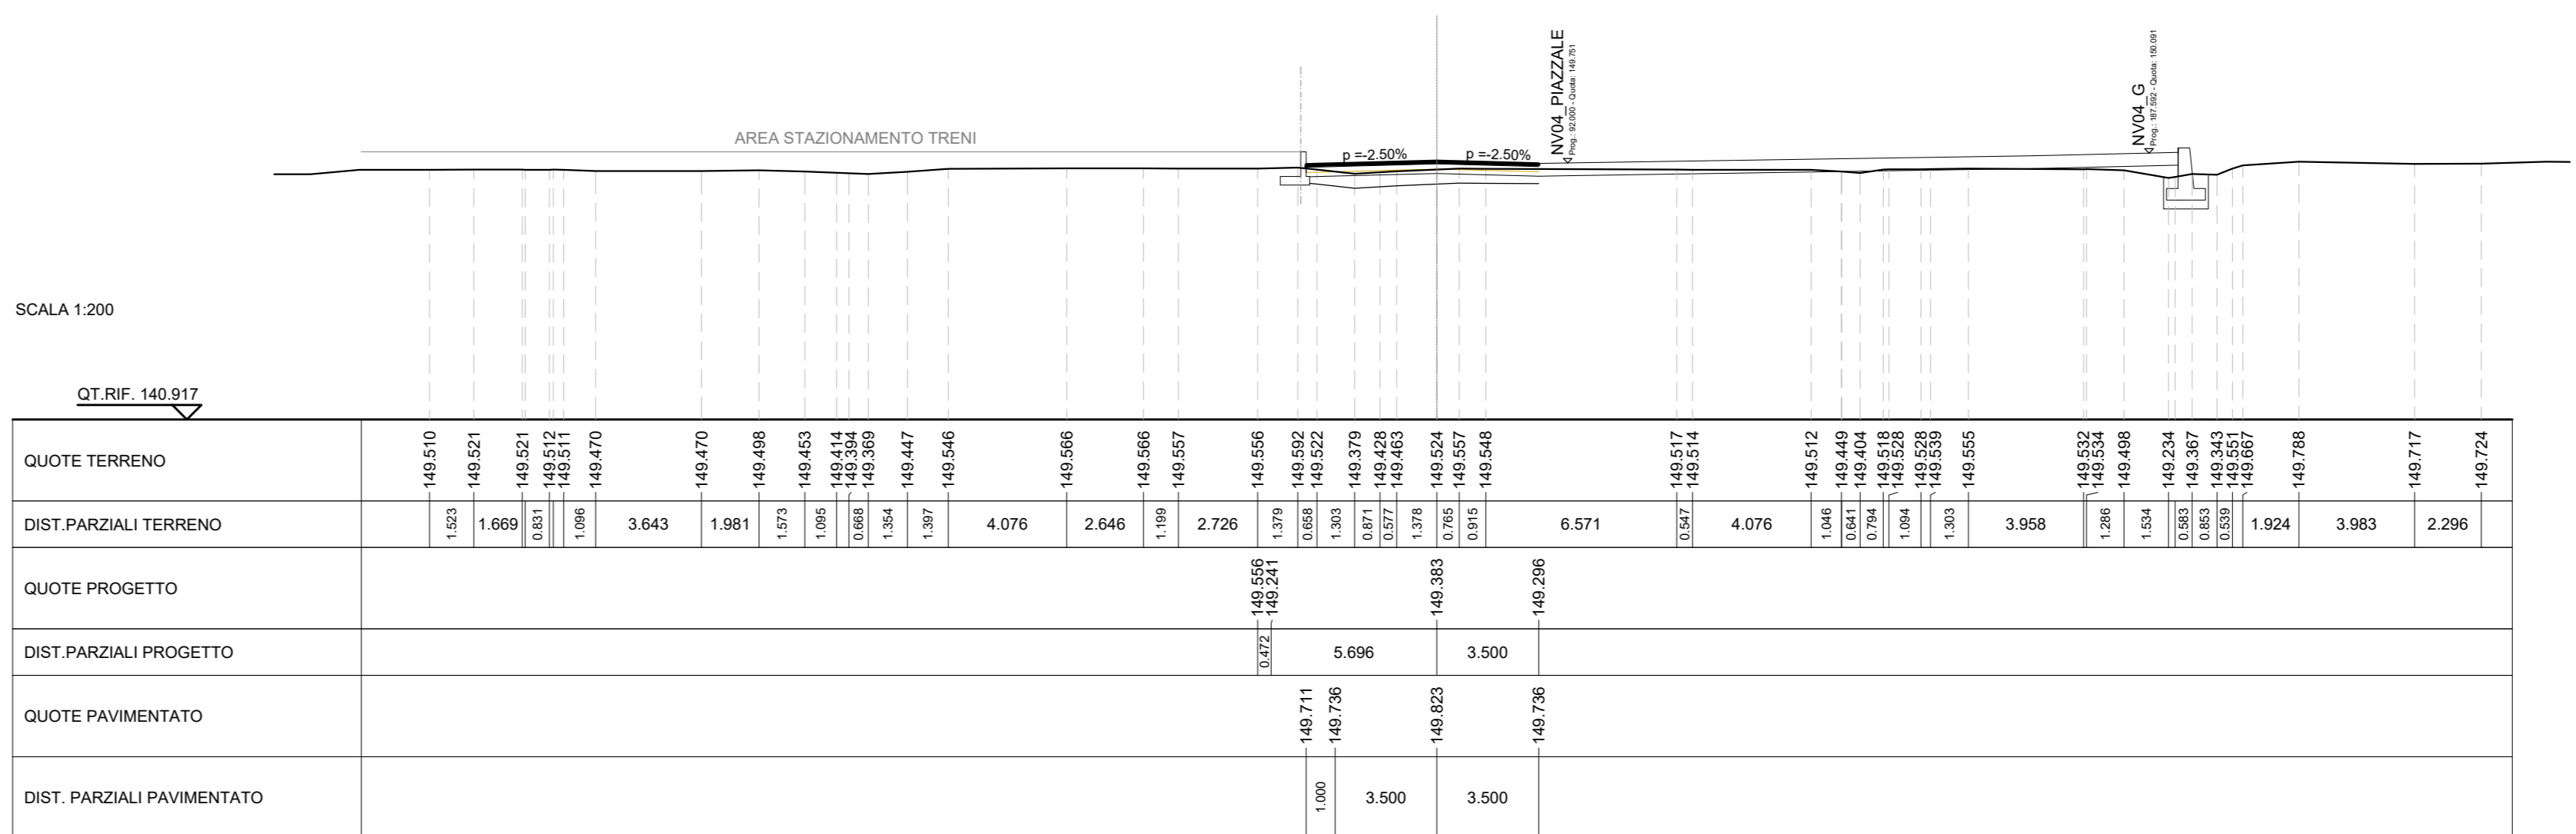 NV04_PIAZZALE
Prog.: 92.000 - Quota: 149.751
NV04_G
Prog.: 187.592 - Quota: 150.091
AREA STAZIONAMENTO TRENI
p =-2.50% p =-2.50%
SCALA 1:200
QT.RIF. 140.917
QUOTE TERRENO 149.510 149.521 149.521 149.512 149.511 149.470 149.470 149.498 149.453 149.414 149.394 149.369 149.447 149.546 149.566 149.566 149.557 149.556 149.592 149.522 149.379 149.428 149.463 149.524 149.557 149.548 149.517 149.514 149.512 149.449 149.404 149.518 149.528 149.528 149.539 149.555 149.532 149.534 149.498 149.234 149.367 149.343 149.551 149.667 149.788 149.717 149.724
DIST.PARZIALI TERRENO 1.523 1.669 0.831 1.096 3.643 1.981 1.573 1.095 0.668 1.354 1.397 4.076 2.646 1.199 2.726 1.379 0.658 1.303 0.871 0.577 1.378 0.765 0.915 6.571 0.547 4.076 1.046 0.641 0.794 1.094 1.303 3.958 1.286 1.534 0.583 0.853 0.539 1.924 3.983 2.296
QUOTE PROGETTO 149.556 149.241 149.383 149.296
DIST.PARZIALI PROGETTO 0.472 5.696 3.500
QUOTE PAVIMENTATO 149.711 149.736 149.823 149.736
DIST. PARZIALI PAVIMENTATO 1.000 3.500 3.500